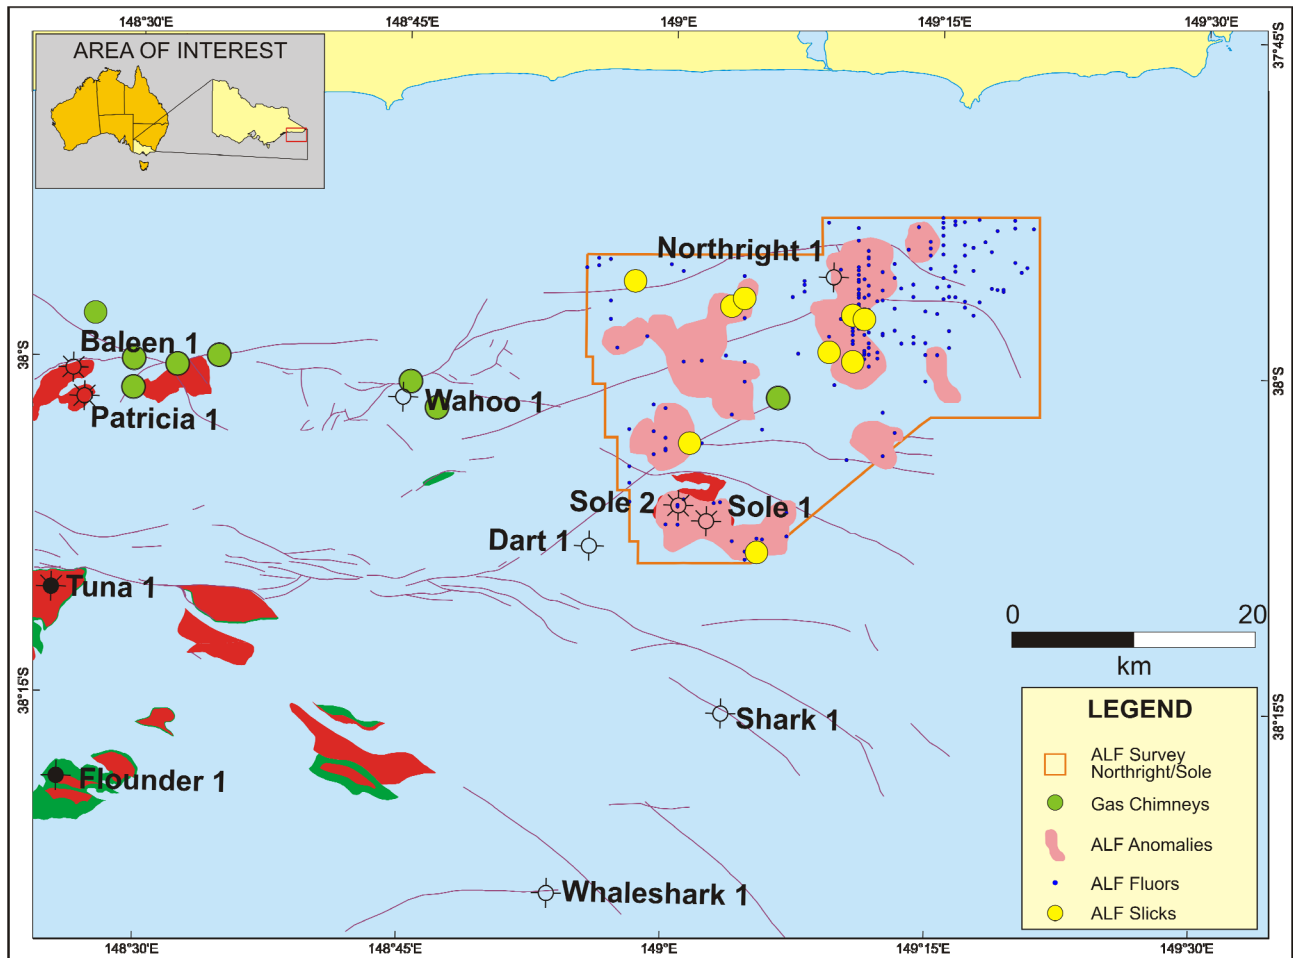 148°30'E
148°45'E
149°E
149°15'E
149°30'E
37°45'S
AREA OF INTEREST
Northright 1
Baleen 1
38°S
38°S
Patricia 1
Wahoo 1
Sole 2
Sole 1
Dart 1
Tuna 1
0
20
km
38°15'S
38°15'S
Shark 1
Flounder 1
Whaleshark 1
LEGEND
ALF Survey
Northright/Sole
Gas Chimneys
ALF Anomalies
ALF Fluors
ALF Slicks
148°30'E
148°45'E
149°E
149°15'E
149°30'E